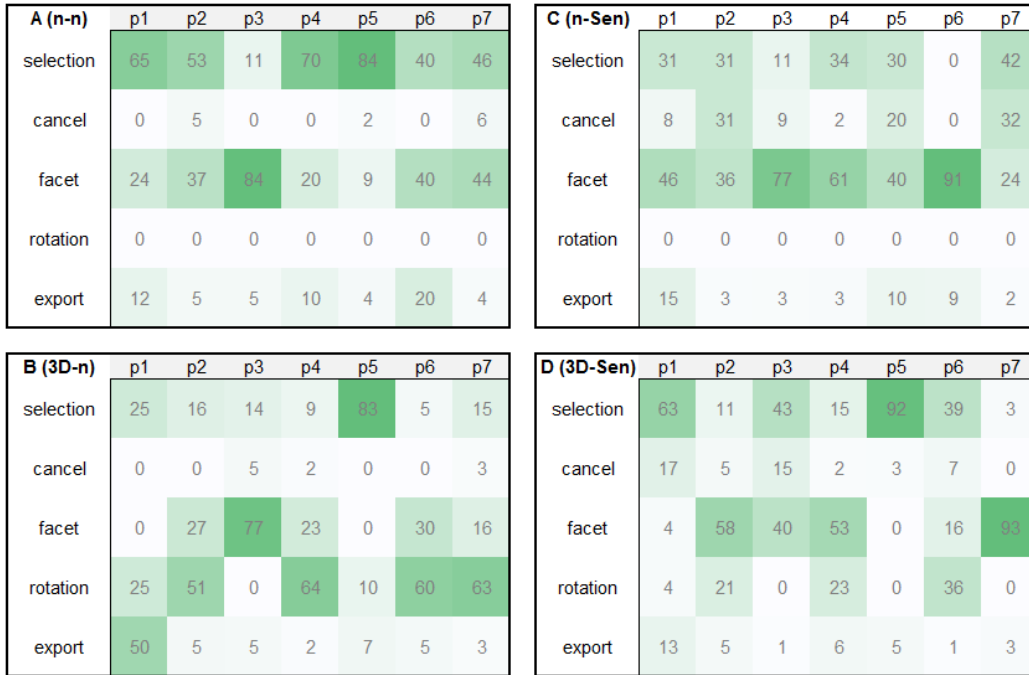 A (n-n) p1 p2 p3 p4 p5 p6 p7
selection 65 53 11 70 84 40 46
cancel 0 5 0 0 2 0 6
facet 24 37 84 20 9 40 44
rotation 0 0 0 0 0 0 0
export 12 5 5 10 4 20 4
C (n-Sen) p1 p2 p3 p4 p5 p6 p7
selection 31 31 11 34 30 0 42
cancel 8 31 9 2 20 0 32
facet 46 36 77 61 40 91 24
rotation 0 0 0 0 0 0 0
export 15 3 3 3 10 9 2
B (3D-n) p1 p2 p3 p4 p5 p6 p7
selection 25 16 14 9 83 5 15
cancel 0 0 5 2 0 0 3
facet 0 27 77 23 0 30 16
rotation 25 51 0 64 10 60 63
export 50 5 5 2 7 5 3
D (3D-Sen) p1 p2 p3 p4 p5 p6 p7
selection 63 11 43 15 92 39 3
cancel 17 5 15 2 3 7 0
facet 4 58 40 53 0 16 93
rotation 4 21 0 23 0 36 0
export 13 5 1 6 5 1 3